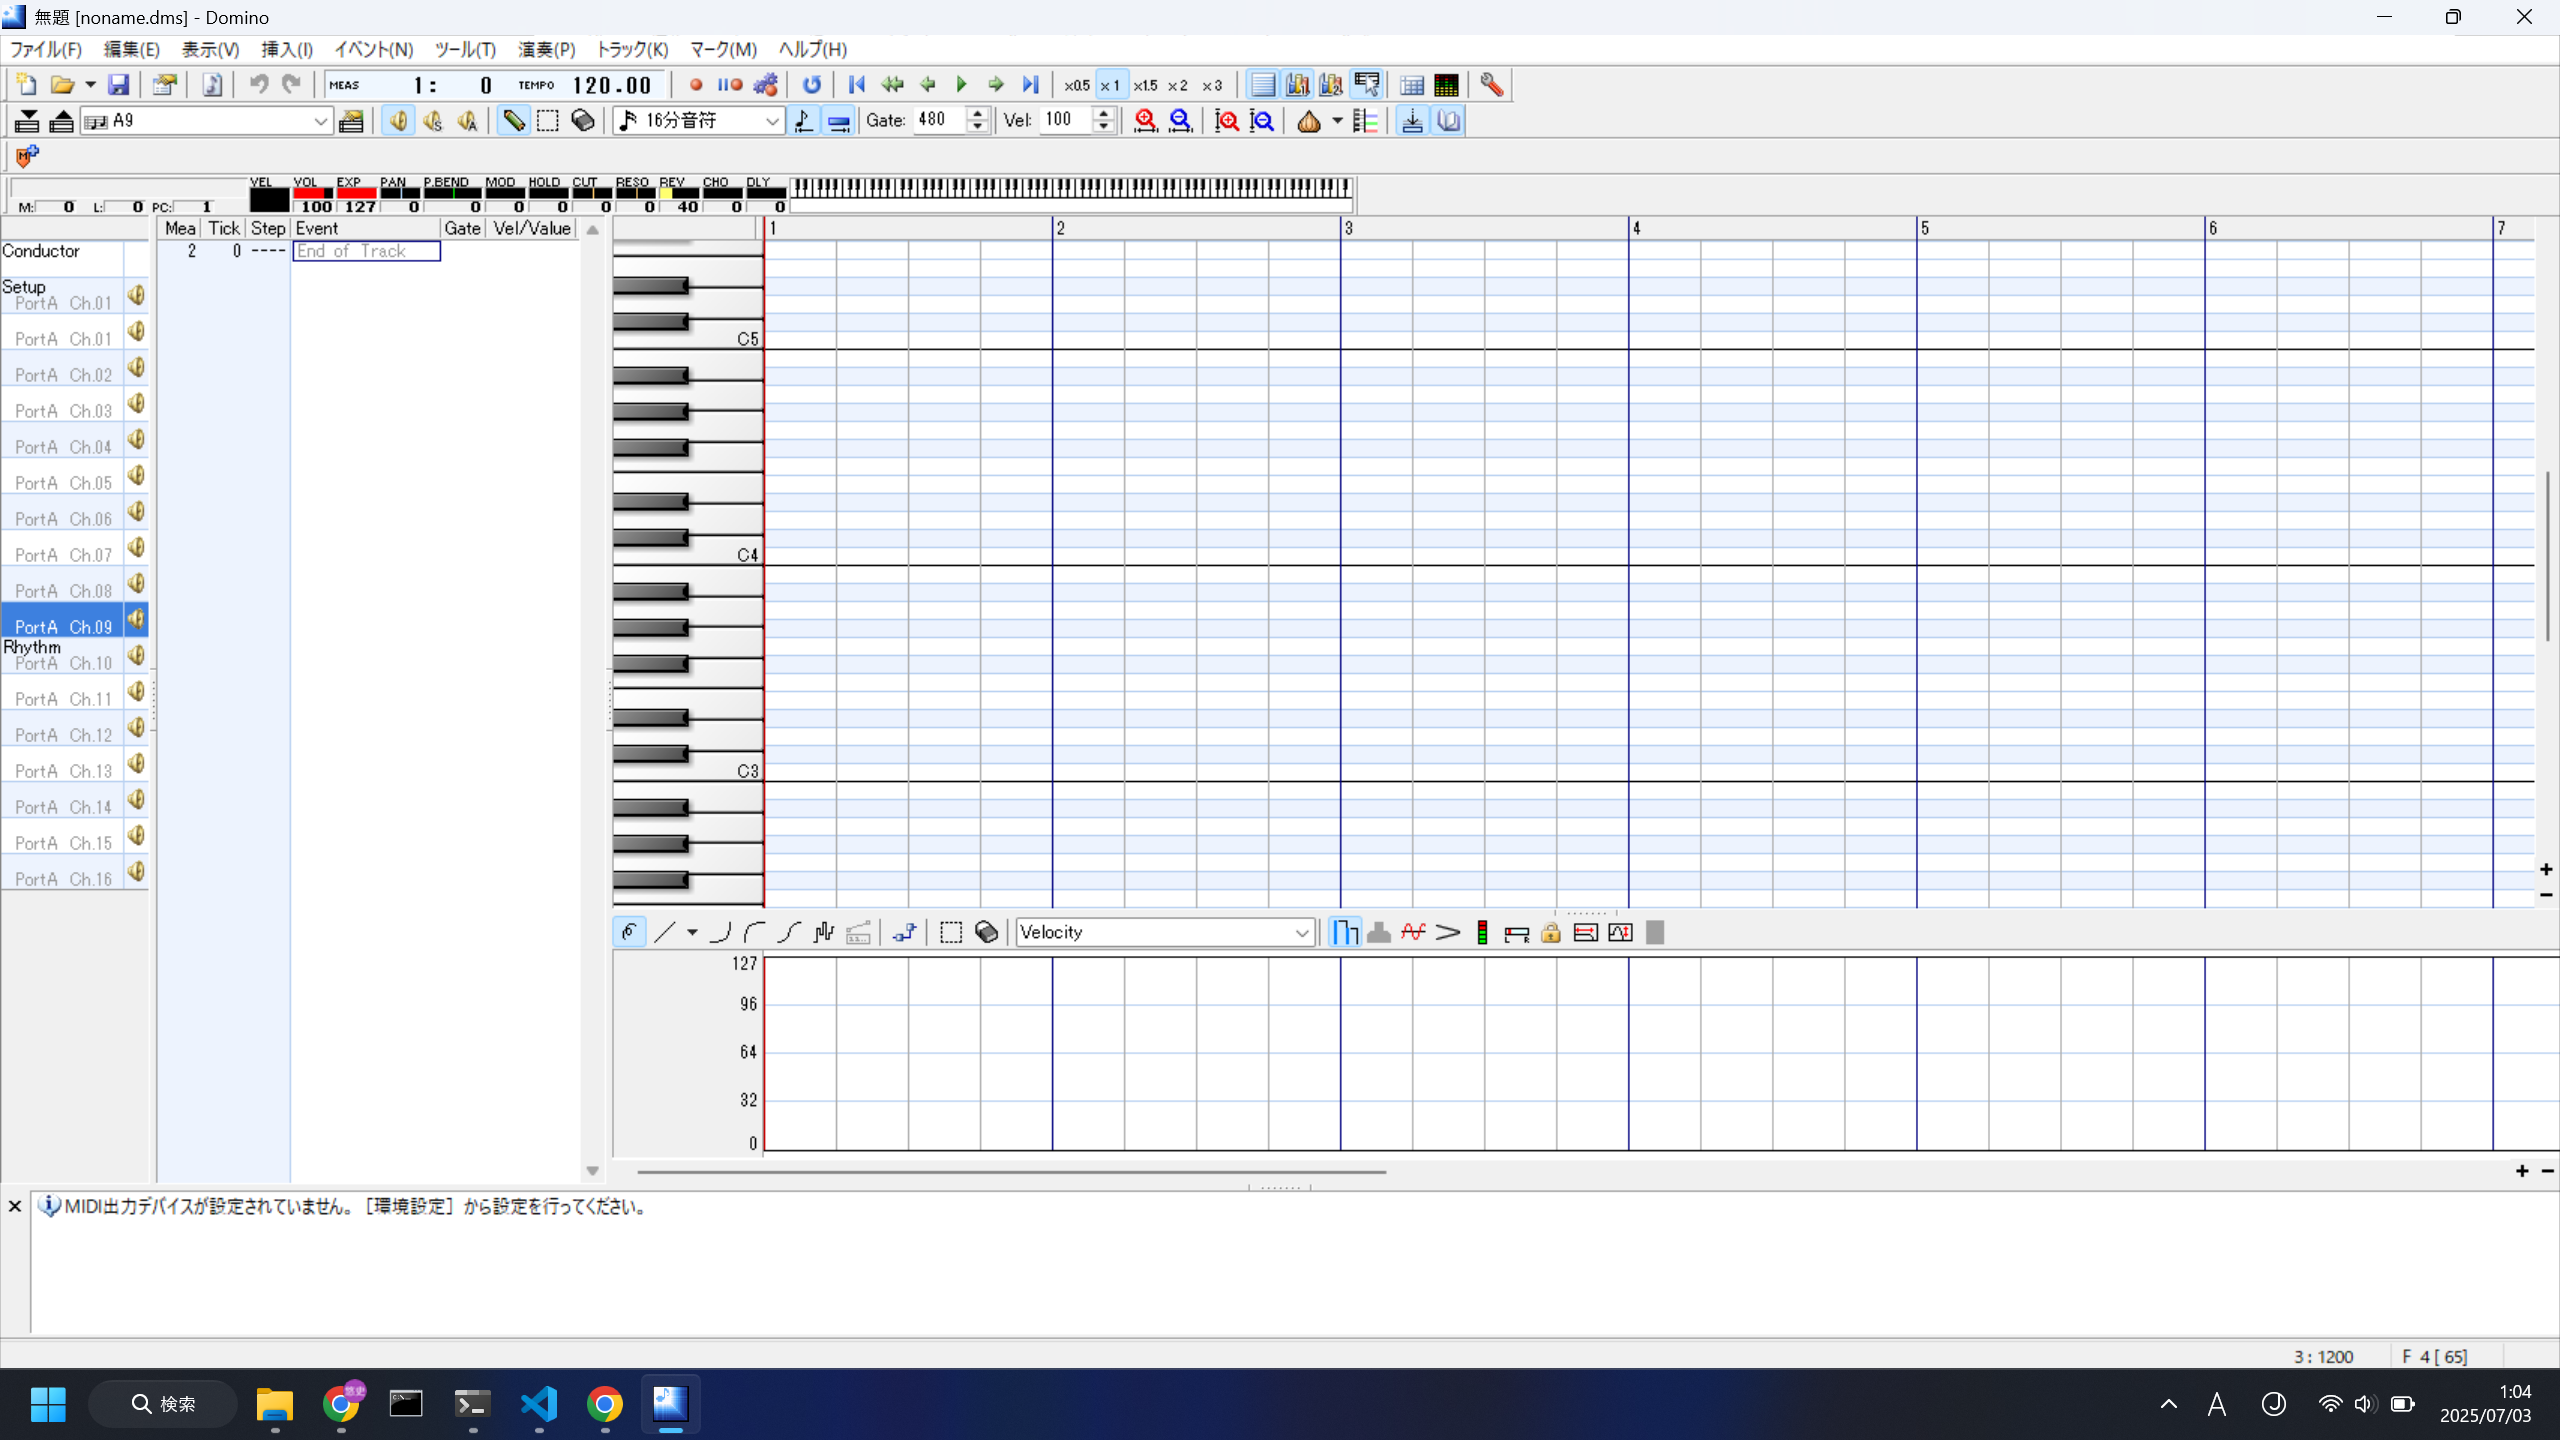 無題 [noname.dms] - Domino
ファイル(F) 編集(E) 表示(V) 挿入(I) イベント(N) ツール(T) 演奏(P) トラック(K) マーク(M) ヘルプ(H)
MEAS 1: 0 TEMPO 120.00 x0.5 x 1 x1.5 x 2 x 3
A9 16分音符 Gate: 480 Vel: 100
VEL VOL EXP PAN P.BEND MOD HOLD CUT RESO REV CHO DLY
M: 0 L: 0 PC: 1 100 127 0 0 0 0 0 0 40 0 0
Mea Tick Step Event Gate Vel/Value 1 2 3 4 5 6 7
Conductor 2 0 ---- End of Track
Setup
PortA Ch.01
PortA Ch.01 C5
PortA Ch.02
PortA Ch.03
PortA Ch.04
PortA Ch.05
PortA Ch.06
PortA Ch.07 C4
PortA Ch.08
PortA Ch.09
Rhythm
PortA Ch.10
PortA Ch.11
PortA Ch.12
PortA Ch.13 C3
PortA Ch.14
PortA Ch.15
PortA Ch.16
Velocity
127
96
64
32
0
MIDI出力デバイスが設定されていません。［環境設定］から設定を行ってください。
3 : 1200 F 4 [ 65]
検索 悠史 A J 1:04
2025/07/03